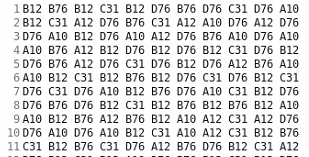 1 B12 B76 B12 C31 B12 D76 B76 D76 C31 D76 A10
2 B12 C31 A12 D76 B76 C31 A12 A10 D76 A12 D76
3 D76 A10 B12 D76 A10 A12 D76 B76 A10 D76 A10
4 A10 B76 A12 B12 D76 B12 D76 B12 C31 D76 B12
5 B76 A12 D76 C31 D76 B12 D76 A12 B76 A10
6 A10 B12 C31 B12 B76 B12 D76 C31 D76 B12 C31
7 D76 C31 D76 A10 B12 B76 D76 A10 C31 B12 D76
8 D76 B76 D76 B12 C31 B12 B76 B12 B76 B12 A10
9 A10 B12 D76 B76 B12 A10 A12 C31 A12 D76
10 D76 A10 D76 A10 B12 C31 A10 A12 C31 B12 B76
11 C31 B12 B76 C31 D76 A12 B76 D76 B12 C31 A12